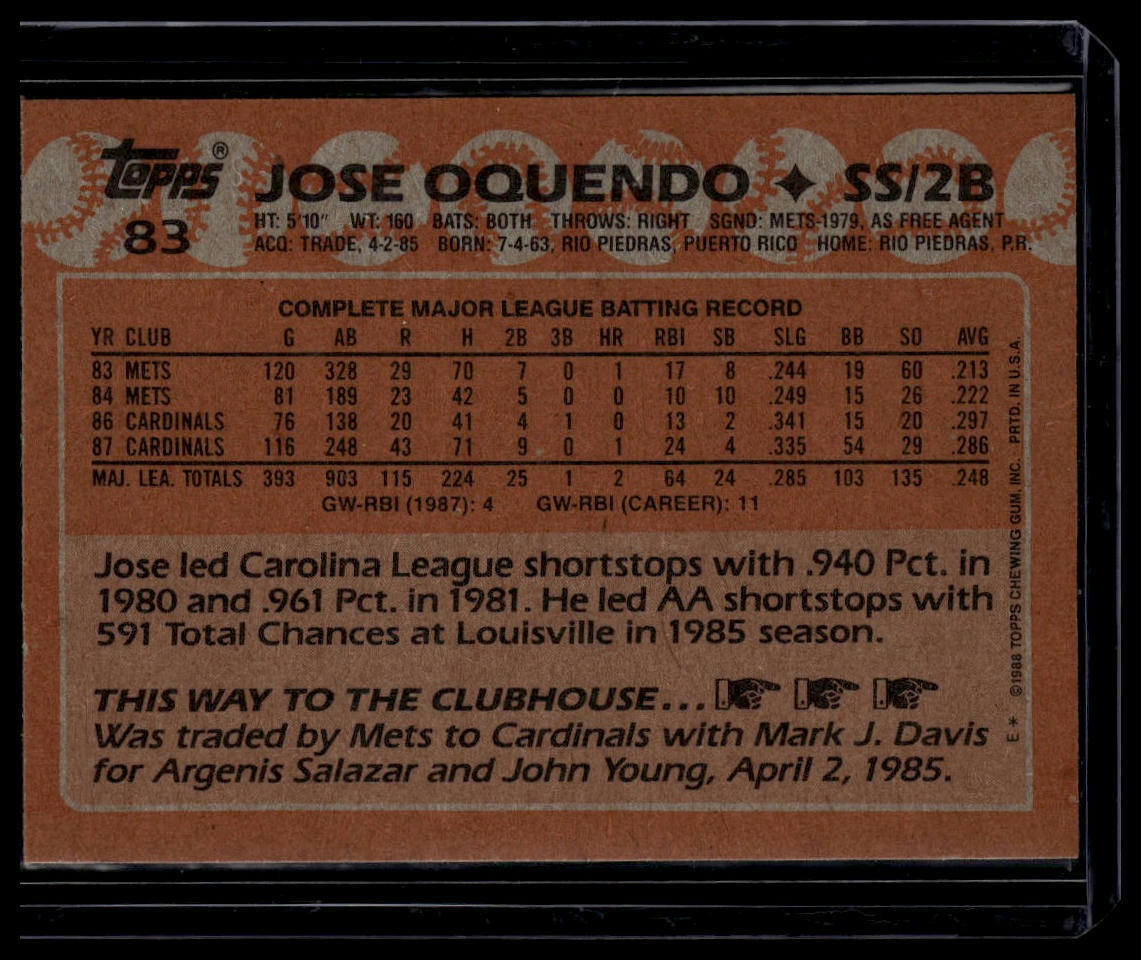 topps® JOSE OQUENDO ✦ SS/2B
83
HT: 5'10" WT: 160 BATS: BOTH THROWS: RIGHT SGND: METS-1979, AS FREE AGENT
ACQ: TRADE, 4-2-85 BORN: 7-4-63, RIO PIEDRAS, PUERTO RICO HOME: RIO PIEDRAS, P.R.
COMPLETE MAJOR LEAGUE BATTING RECORD
YR CLUB G AB R H 2B 3B HR RBI SB SLG BB SO AVG
83 METS 120 328 29 70 7 0 1 17 8 .244 19 60 .213
84 METS 81 189 23 42 5 0 0 10 10 .249 15 26 .222
86 CARDINALS 76 138 20 41 4 1 0 13 2 .341 15 20 .297
87 CARDINALS 116 248 43 71 9 0 1 24 4 .335 54 29 .286
MAJ. LEA. TOTALS 393 903 115 224 25 1 2 64 24 .285 103 135 .248
GW-RBI (1987): 4 GW-RBI (CAREER): 11
Jose led Carolina League shortstops with .940 Pct. in
1980 and .961 Pct. in 1981. He led AA shortstops with
591 Total Chances at Louisville in 1985 season.
THIS WAY TO THE CLUBHOUSE...
Was traded by Mets to Cardinals with Mark J. Davis
for Argenis Salazar and John Young, April 2, 1985.
E* ©1988 TOPPS CHEWING GUM, INC. PRTD. IN U.S.A.